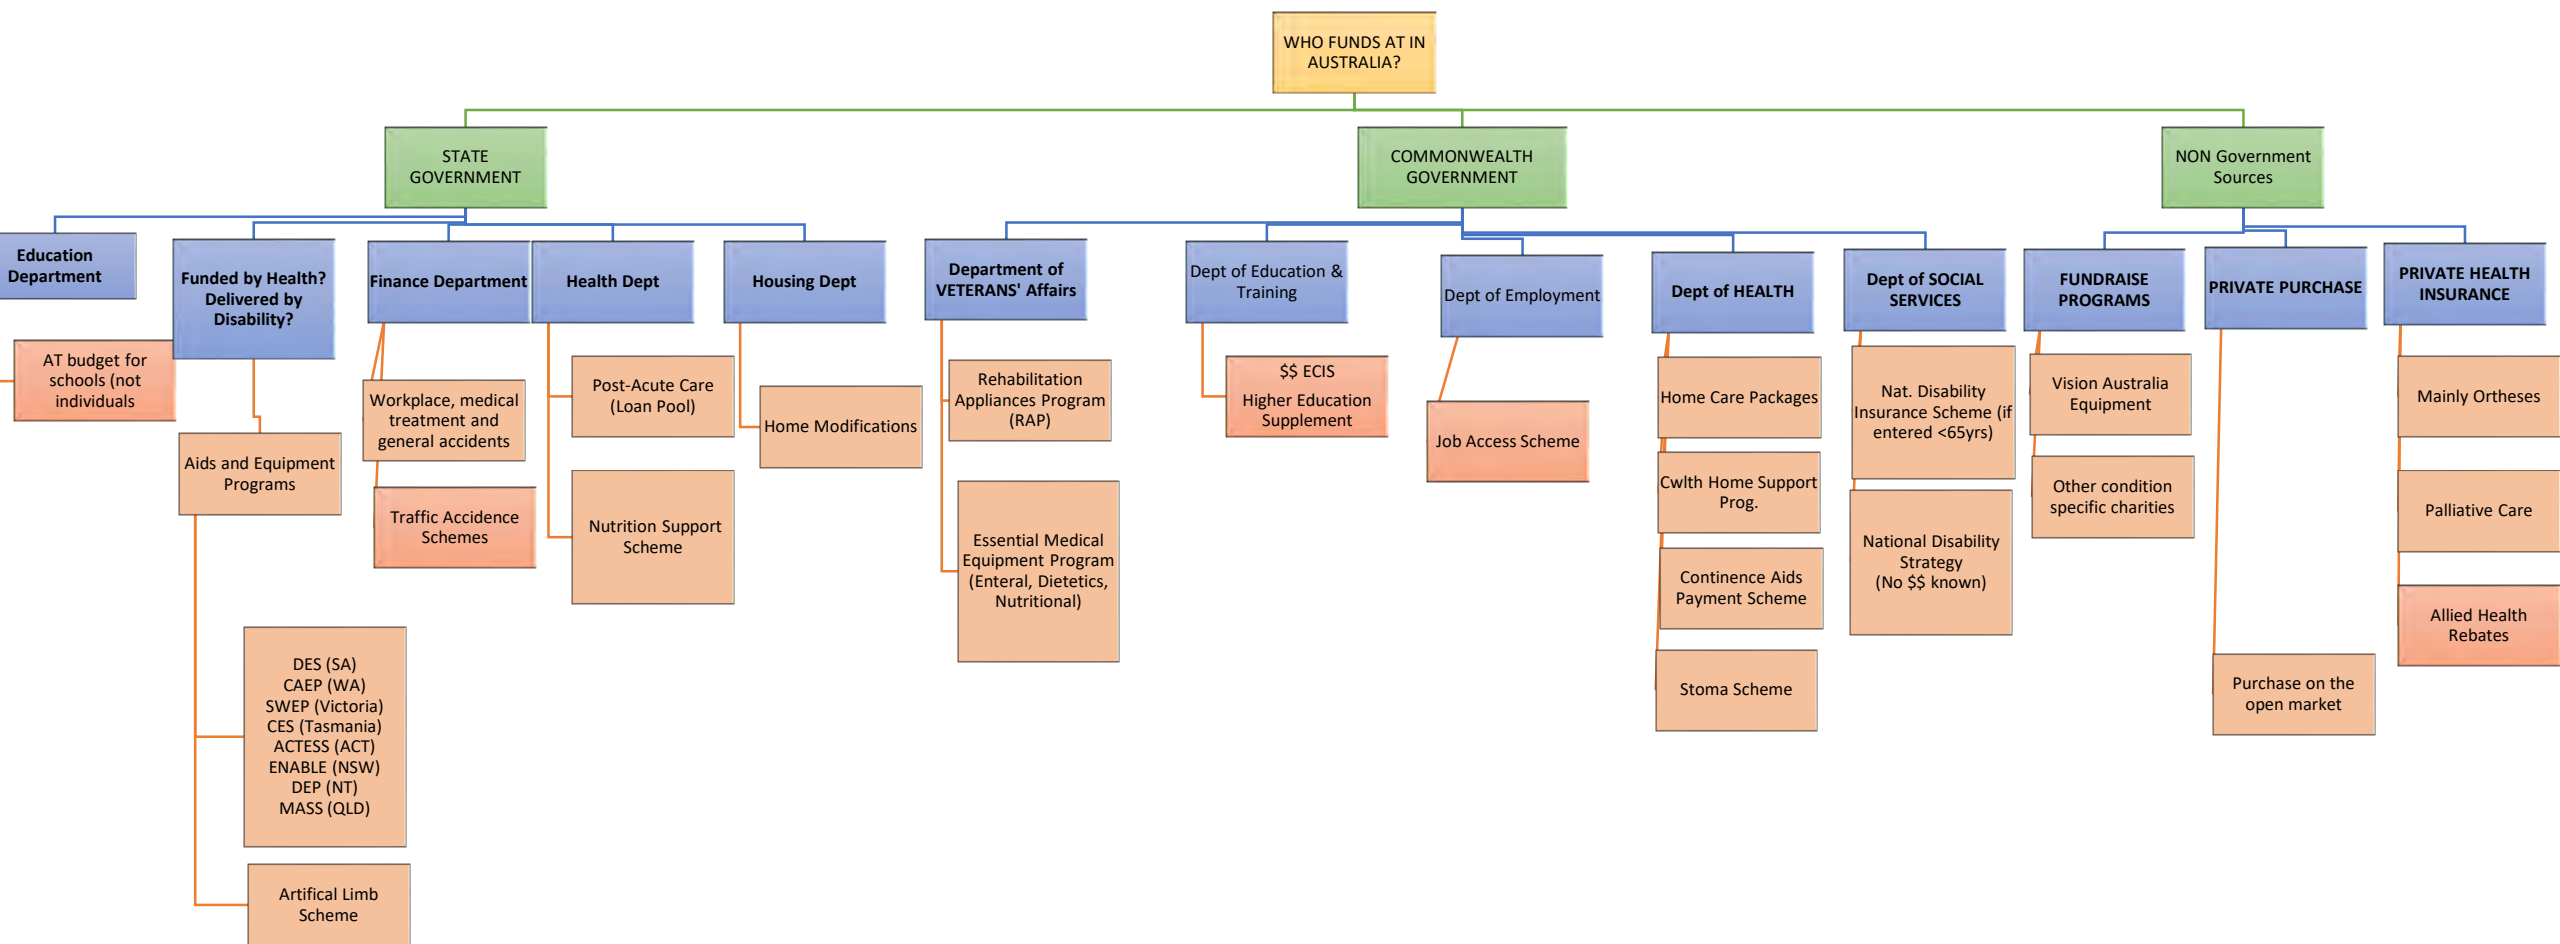 WHO FUNDS AT IN
AUSTRALIA?
STATE
GOVERNMENT
COMMONWEALTH
GOVERNMENT
NON Government
Sources
Education
Department
AT budget for
schools (not
individuals
Funded by Health?
Delivered by
Disability?
Aids and Equipment
Programs
DES (SA)
CAEP (WA)
SWEP (Victoria)
CES (Tasmania)
ACTESS (ACT)
ENABLE (NSW)
DEP (NT)
MASS (QLD)
Artifical Limb
Scheme
Finance Department
Workplace, medical
treatment and
general accidents
Traffic Accidence
Schemes
Health Dept
Post-Acute Care
(Loan Pool)
Nutrition Support
Scheme
Housing Dept
Home Modifications
Department of
VETERANS' Affairs
Rehabilitation
Appliances Program
(RAP)
Essential Medical
Equipment Program
(Enteral, Dietetics,
Nutritional)
Dept of Education &
Training
$$ ECIS
Higher Education
Supplement
Dept of Employment
Job Access Scheme
Dept of HEALTH
Home Care Packages
Cwlth Home Support
Prog.
Continence Aids
Payment Scheme
Stoma Scheme
Dept of SOCIAL
SERVICES
Nat. Disability
Insurance Scheme (if
entered <65yrs)
National Disability
Strategy
(No $$ known)
FUNDRAISE
PROGRAMS
Vision Australia
Equipment
Other condition
specific charities
PRIVATE PURCHASE
Purchase on the
open market
PRIVATE HEALTH
INSURANCE
Mainly Ortheses
Palliative Care
Allied Health
Rebates